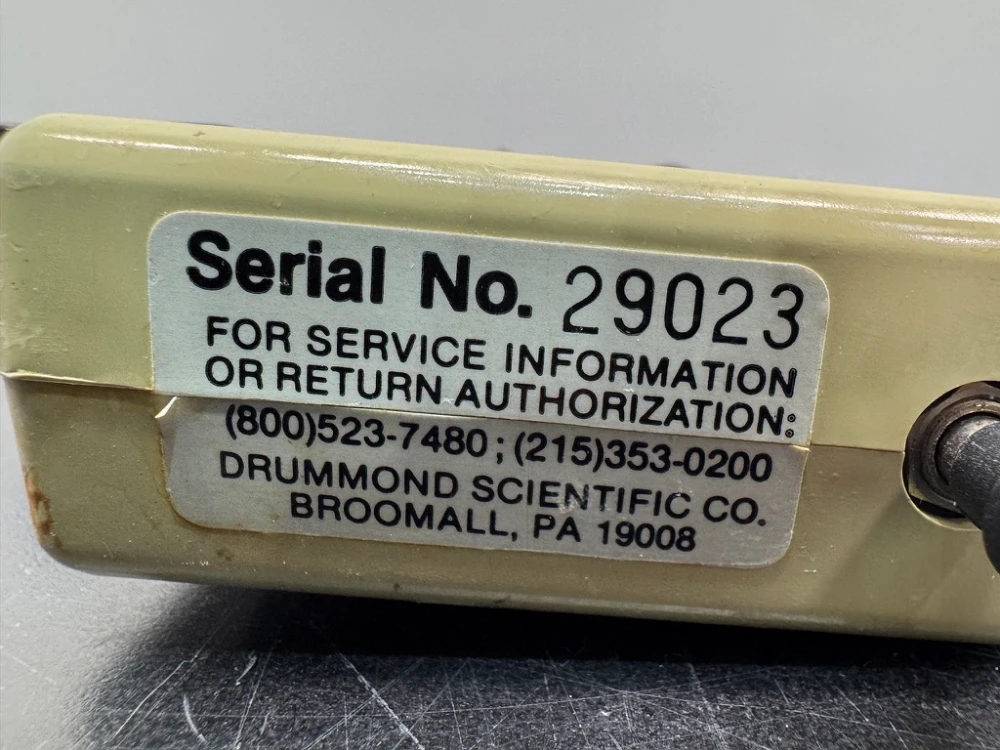 Serial No. 29023
FOR SERVICE INFORMATION
OR RETURN AUTHORIZATION:
(800)523-7480 ; (215)353-0200
DRUMMOND SCIENTIFIC CO.
BROOMALL, PA 19008